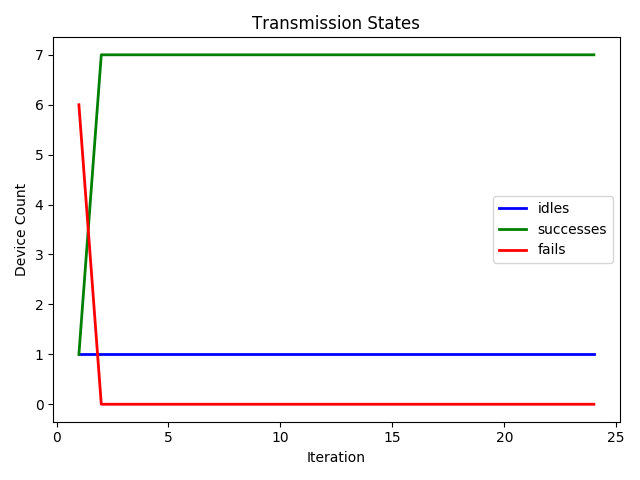 Transmission States
Device Count
7
6
5
4
3
2
1
0
idles
successes
fails
0 5 10 15 20 25
Iteration